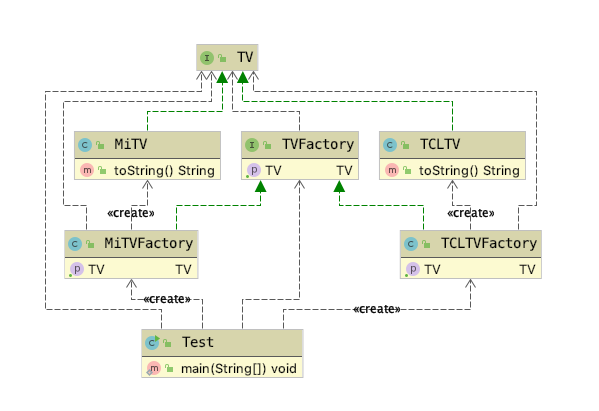 I TV
C MiTV
m toString() String
I TVFactory
p TV TV
C TCLTV
m toString() String
«create»
«create»
C MiTVFactory
p TV TV
C TCLTVFactory
p TV TV
«create»
«create»
C Test
m main(String[]) void